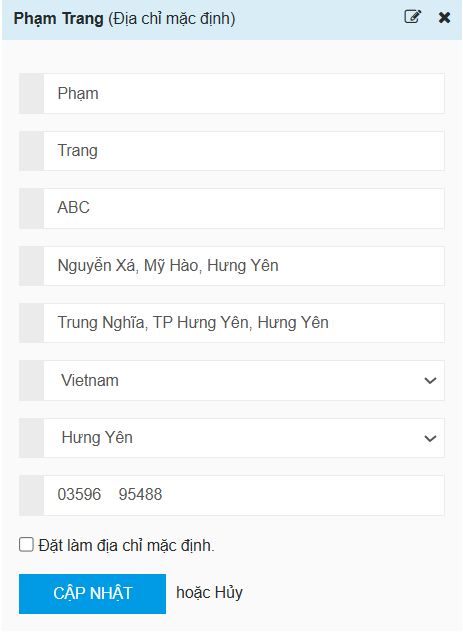 Phạm Trang (Địa chỉ mặc định)
Phạm
Trang
ABC
Nguyễn Xá, Mỹ Hào, Hưng Yên
Trung Nghĩa, TP Hưng Yên, Hưng Yên
Vietnam
Hưng Yên
03596    95488
Đặt làm địa chỉ mặc định.
CẬP NHẬT hoặc Hủy